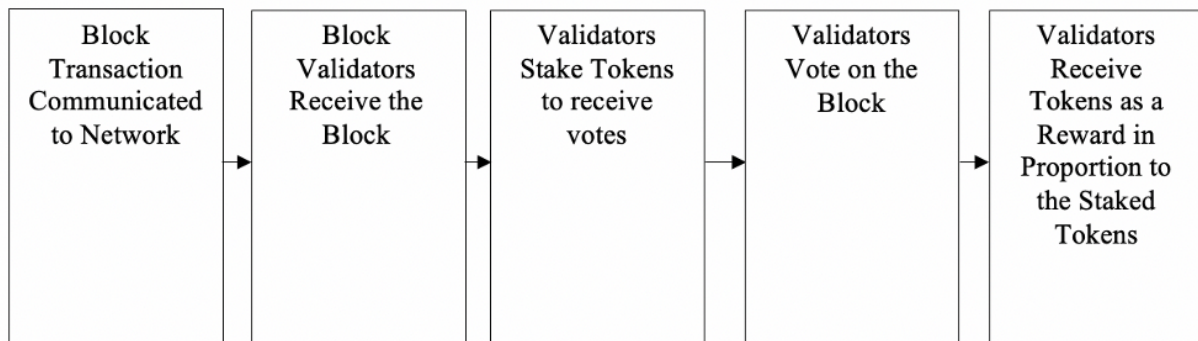 Block
Transaction
Communicated
to Network
Block
Validators
Receive the
Block
Validators
Stake Tokens
to receive
votes
Validators
Vote on the
Block
Validators
Receive
Tokens as a
Reward in
Proportion to
the Staked
Tokens